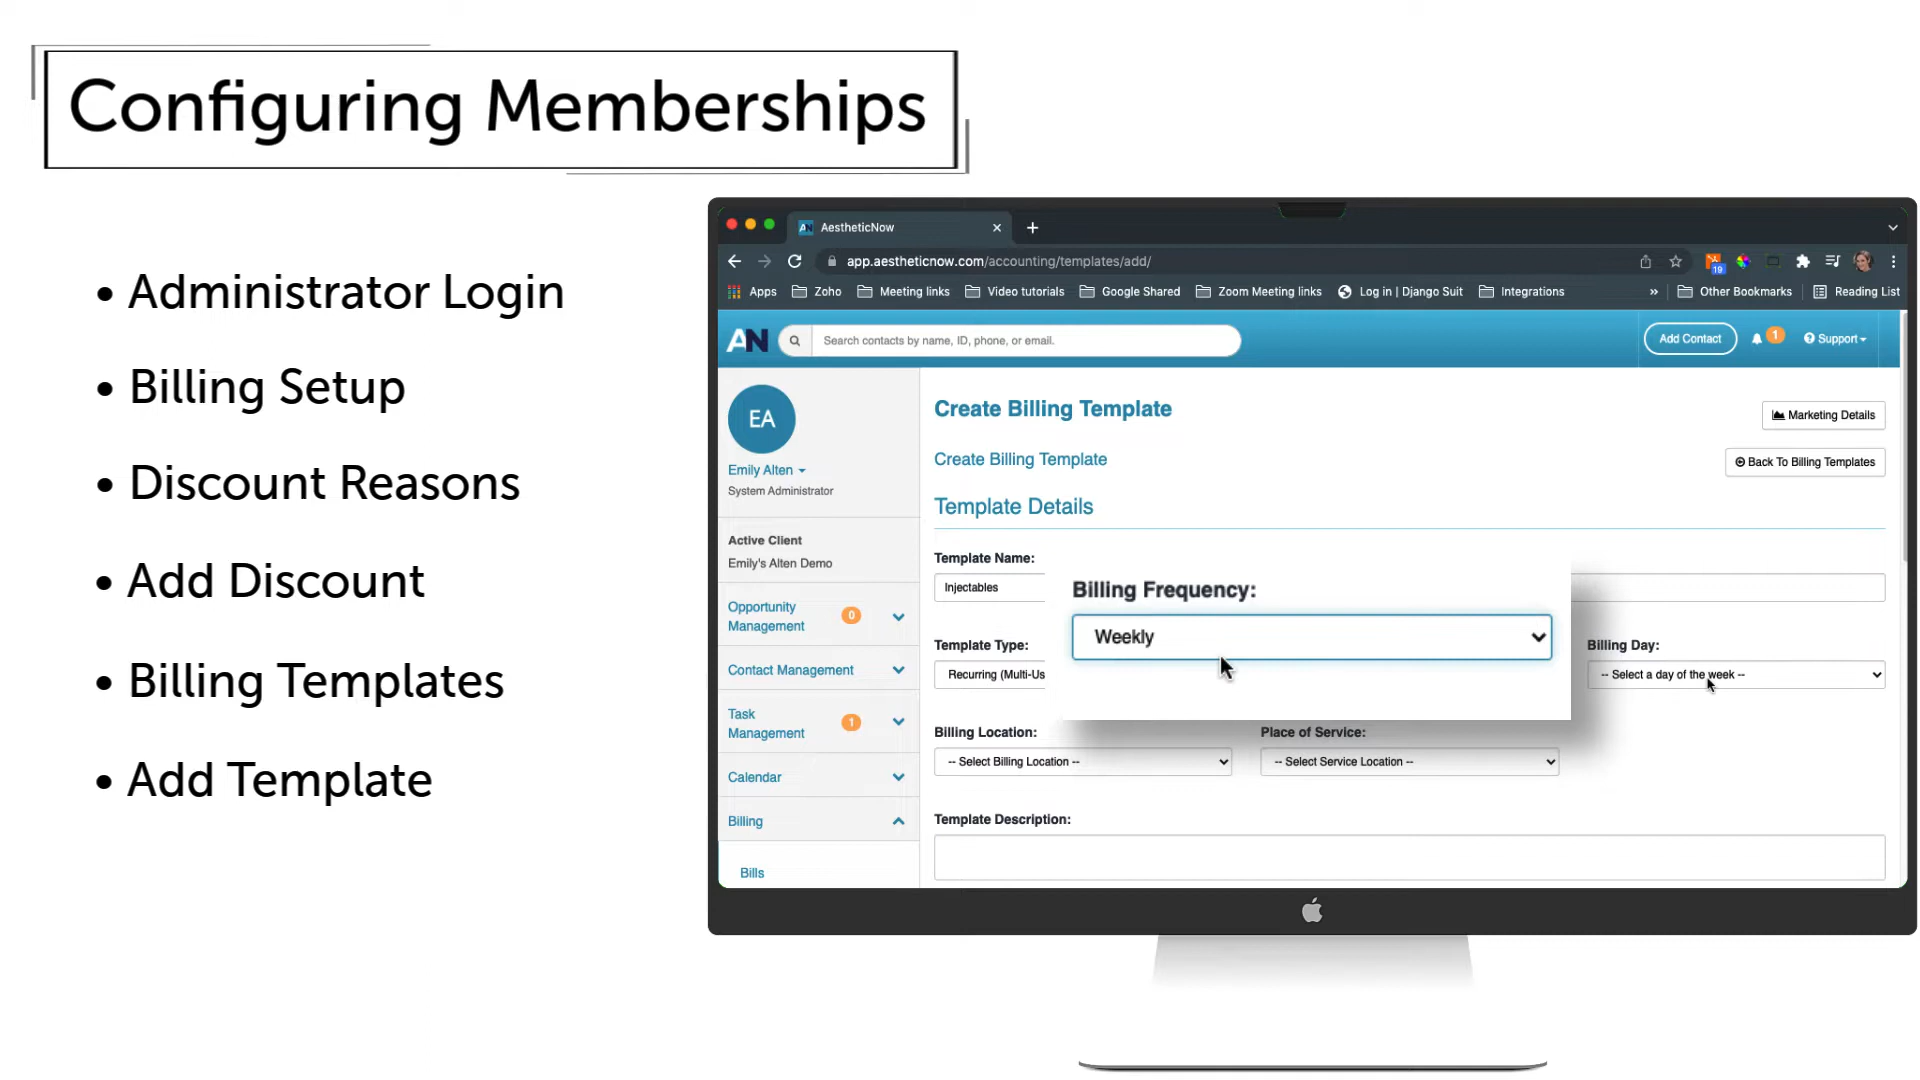 Configuring Memberships
• Administrator Login
• Billing Setup
• Discount Reasons
• Add Discount
• Billing Templates
• Add Template
AN AestheticNow
app.aestheticnow.com/accounting/templates/add/
19
Apps Zoho Meeting links Video tutorials Google Shared Zoom Meeting links Log in | Django Suit Integrations » Other Bookmarks Reading List
AN Search contacts by name, ID, phone, or email. Add Contact 1 Support
EA
Emily Alten
System Administrator
Active Client
Emily's Alten Demo
Opportunity Management 0
Contact Management
Task Management 1
Calendar
Billing
Bills
Create Billing Template
Marketing Details
Create Billing Template
Back To Billing Templates
Template Details
Template Name:
Injectables
Billing Frequency:
Weekly
Template Type:
Recurring (Multi-Us
Billing Day:
-- Select a day of the week --
Billing Location:
-- Select Billing Location --
Place of Service:
-- Select Service Location --
Template Description: